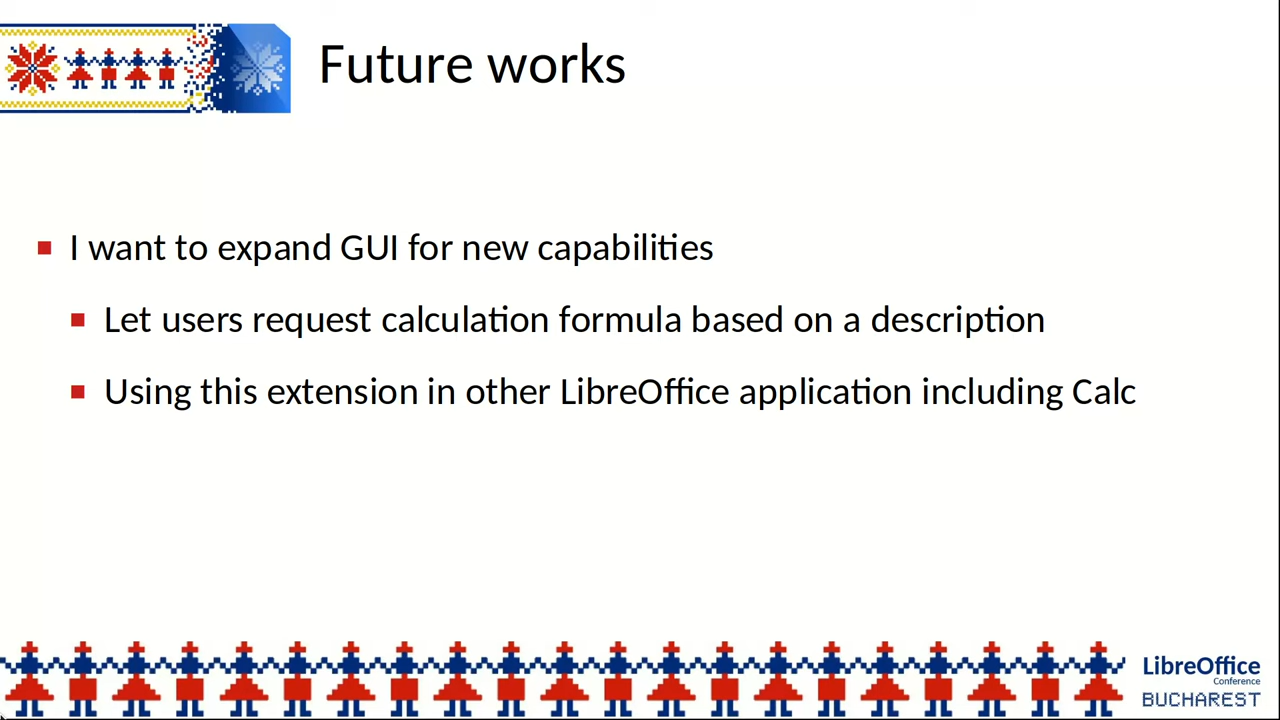 Future works
I want to expand GUI for new capabilities
Let users request calculation formula based on a description
Using this extension in other LibreOffice application including Calc
LibreOffice
Conference
BUCHAREST